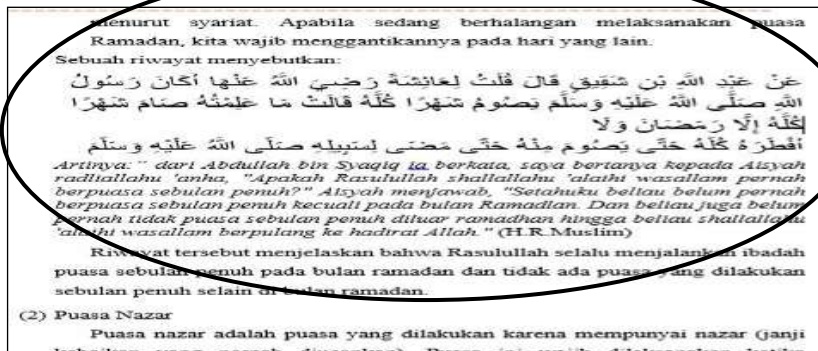 menurut syariat. Apabila sedang berhalangan melaksanakan puasa
Ramadan, kita wajib menggantikannya pada hari yang lain.
Sebuah riwayat menyebutkan:
عَنْ عَبْدِ اللَّهِ بْنِ شَقِيقٍ قَالَ قُلْتُ لِعَائِشَةَ رَضِيَ اللَّهُ عَنْهَا أَكَانَ رَسُولُ
اللَّهِ صَلَّى اللَّهُ عَلَيْهِ وَسَلَّمَ يَصُومُ شَهْرًا كُلَّهُ قَالَتْ مَا عَلِمْتُهُ صَامَ شَهْرًا
كُلَّهُ إِلَّا رَمَضَانَ وَلَا
أَفْطَرَهُ كُلَّهُ حَتَّى يَصُومَ مِنْهُ حَتَّى مَضَى لِسَبِيلِهِ صَلَّى اللَّهُ عَلَيْهِ وَسَلَّمَ
Artinya:" dari Abdullah bin Syaqiq ia berkata, saya bertanya kepada Aisyah
radliallahu 'anha, "Apakah Rasulullah shallallahu 'alaihi wasallam pernah
berpuasa sebulan penuh?" Aisyah menjawab, "Setahuku beliau belum pernah
berpuasa sebulan penuh kecuali pada bulan Ramadlan. Dan beliau juga belum
pernah tidak puasa sebulan penuh diluar ramadhan hingga beliau shallallahu
'alaihi wasallam berpulang ke hadirat Allah." (H.R.Muslim)
Riwayat tersebut menjelaskan bahwa Rasulullah selalu menjalankan ibadah
puasa sebulan penuh pada bulan ramadan dan tidak ada puasa yang dilakukan
sebulan penuh selain di bulan ramadan.
(2) Puasa Nazar
Puasa nazar adalah puasa yang dilakukan karena mempunyai nazar (janji